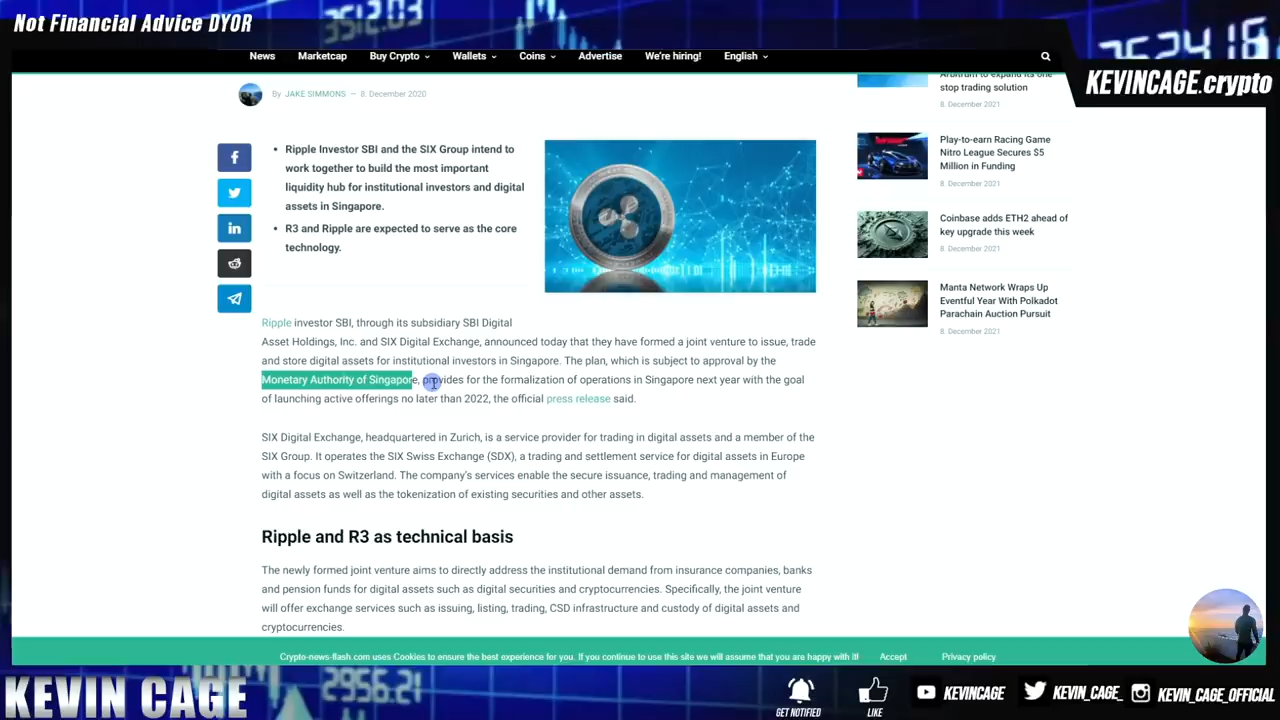 Not Financial Advice DYOR
3512.03
3524.16
News Marketcap Buy Crypto Wallets Coins Advertise We're hiring! English
KEVINCAGE.crypto
By JAKE SIMMONS — 8. December 2020
Arbitrum to expand its one
stop trading solution
8. December 2021
Play-to-earn Racing Game
Nitro League Secures $5
Million in Funding
8. December 2021
Coinbase adds ETH2 ahead of
key upgrade this week
8. December 2021
Manta Network Wraps Up
Eventful Year With Polkadot
Parachain Auction Pursuit
8. December 2021
• Ripple Investor SBI and the SIX Group intend to
work together to build the most important
liquidity hub for institutional investors and digital
assets in Singapore.
• R3 and Ripple are expected to serve as the core
technology.
Ripple investor SBI, through its subsidiary SBI Digital
Asset Holdings, Inc. and SIX Digital Exchange, announced today that they have formed a joint venture to issue, trade
and store digital assets for institutional investors in Singapore. The plan, which is subject to approval by the
Monetary Authority of Singapore, provides for the formalization of operations in Singapore next year with the goal
of launching active offerings no later than 2022, the official press release said.
SIX Digital Exchange, headquartered in Zurich, is a service provider for trading in digital assets and a member of the
SIX Group. It operates the SIX Swiss Exchange (SDX), a trading and settlement service for digital assets in Europe
with a focus on Switzerland. The company's services enable the secure issuance, trading and management of
digital assets as well as the tokenization of existing securities and other assets.
Ripple and R3 as technical basis
The newly formed joint venture aims to directly address the institutional demand from insurance companies, banks
and pension funds for digital assets such as digital securities and cryptocurrencies. Specifically, the joint venture
will offer exchange services such as issuing, listing, trading, CSD infrastructure and custody of digital assets and
cryptocurrencies.
Crypto-news-flash.com uses Cookies to ensure the best experience for you. If you continue to use this site we will assume that you are happy with it! Accept Privacy policy
KEVIN CAGE
2956.21
GET NOTIFIED
LIKE
KEVINCAGE
KEVIN_CAGE_
KEVIN_CAGE_OFFICIAL